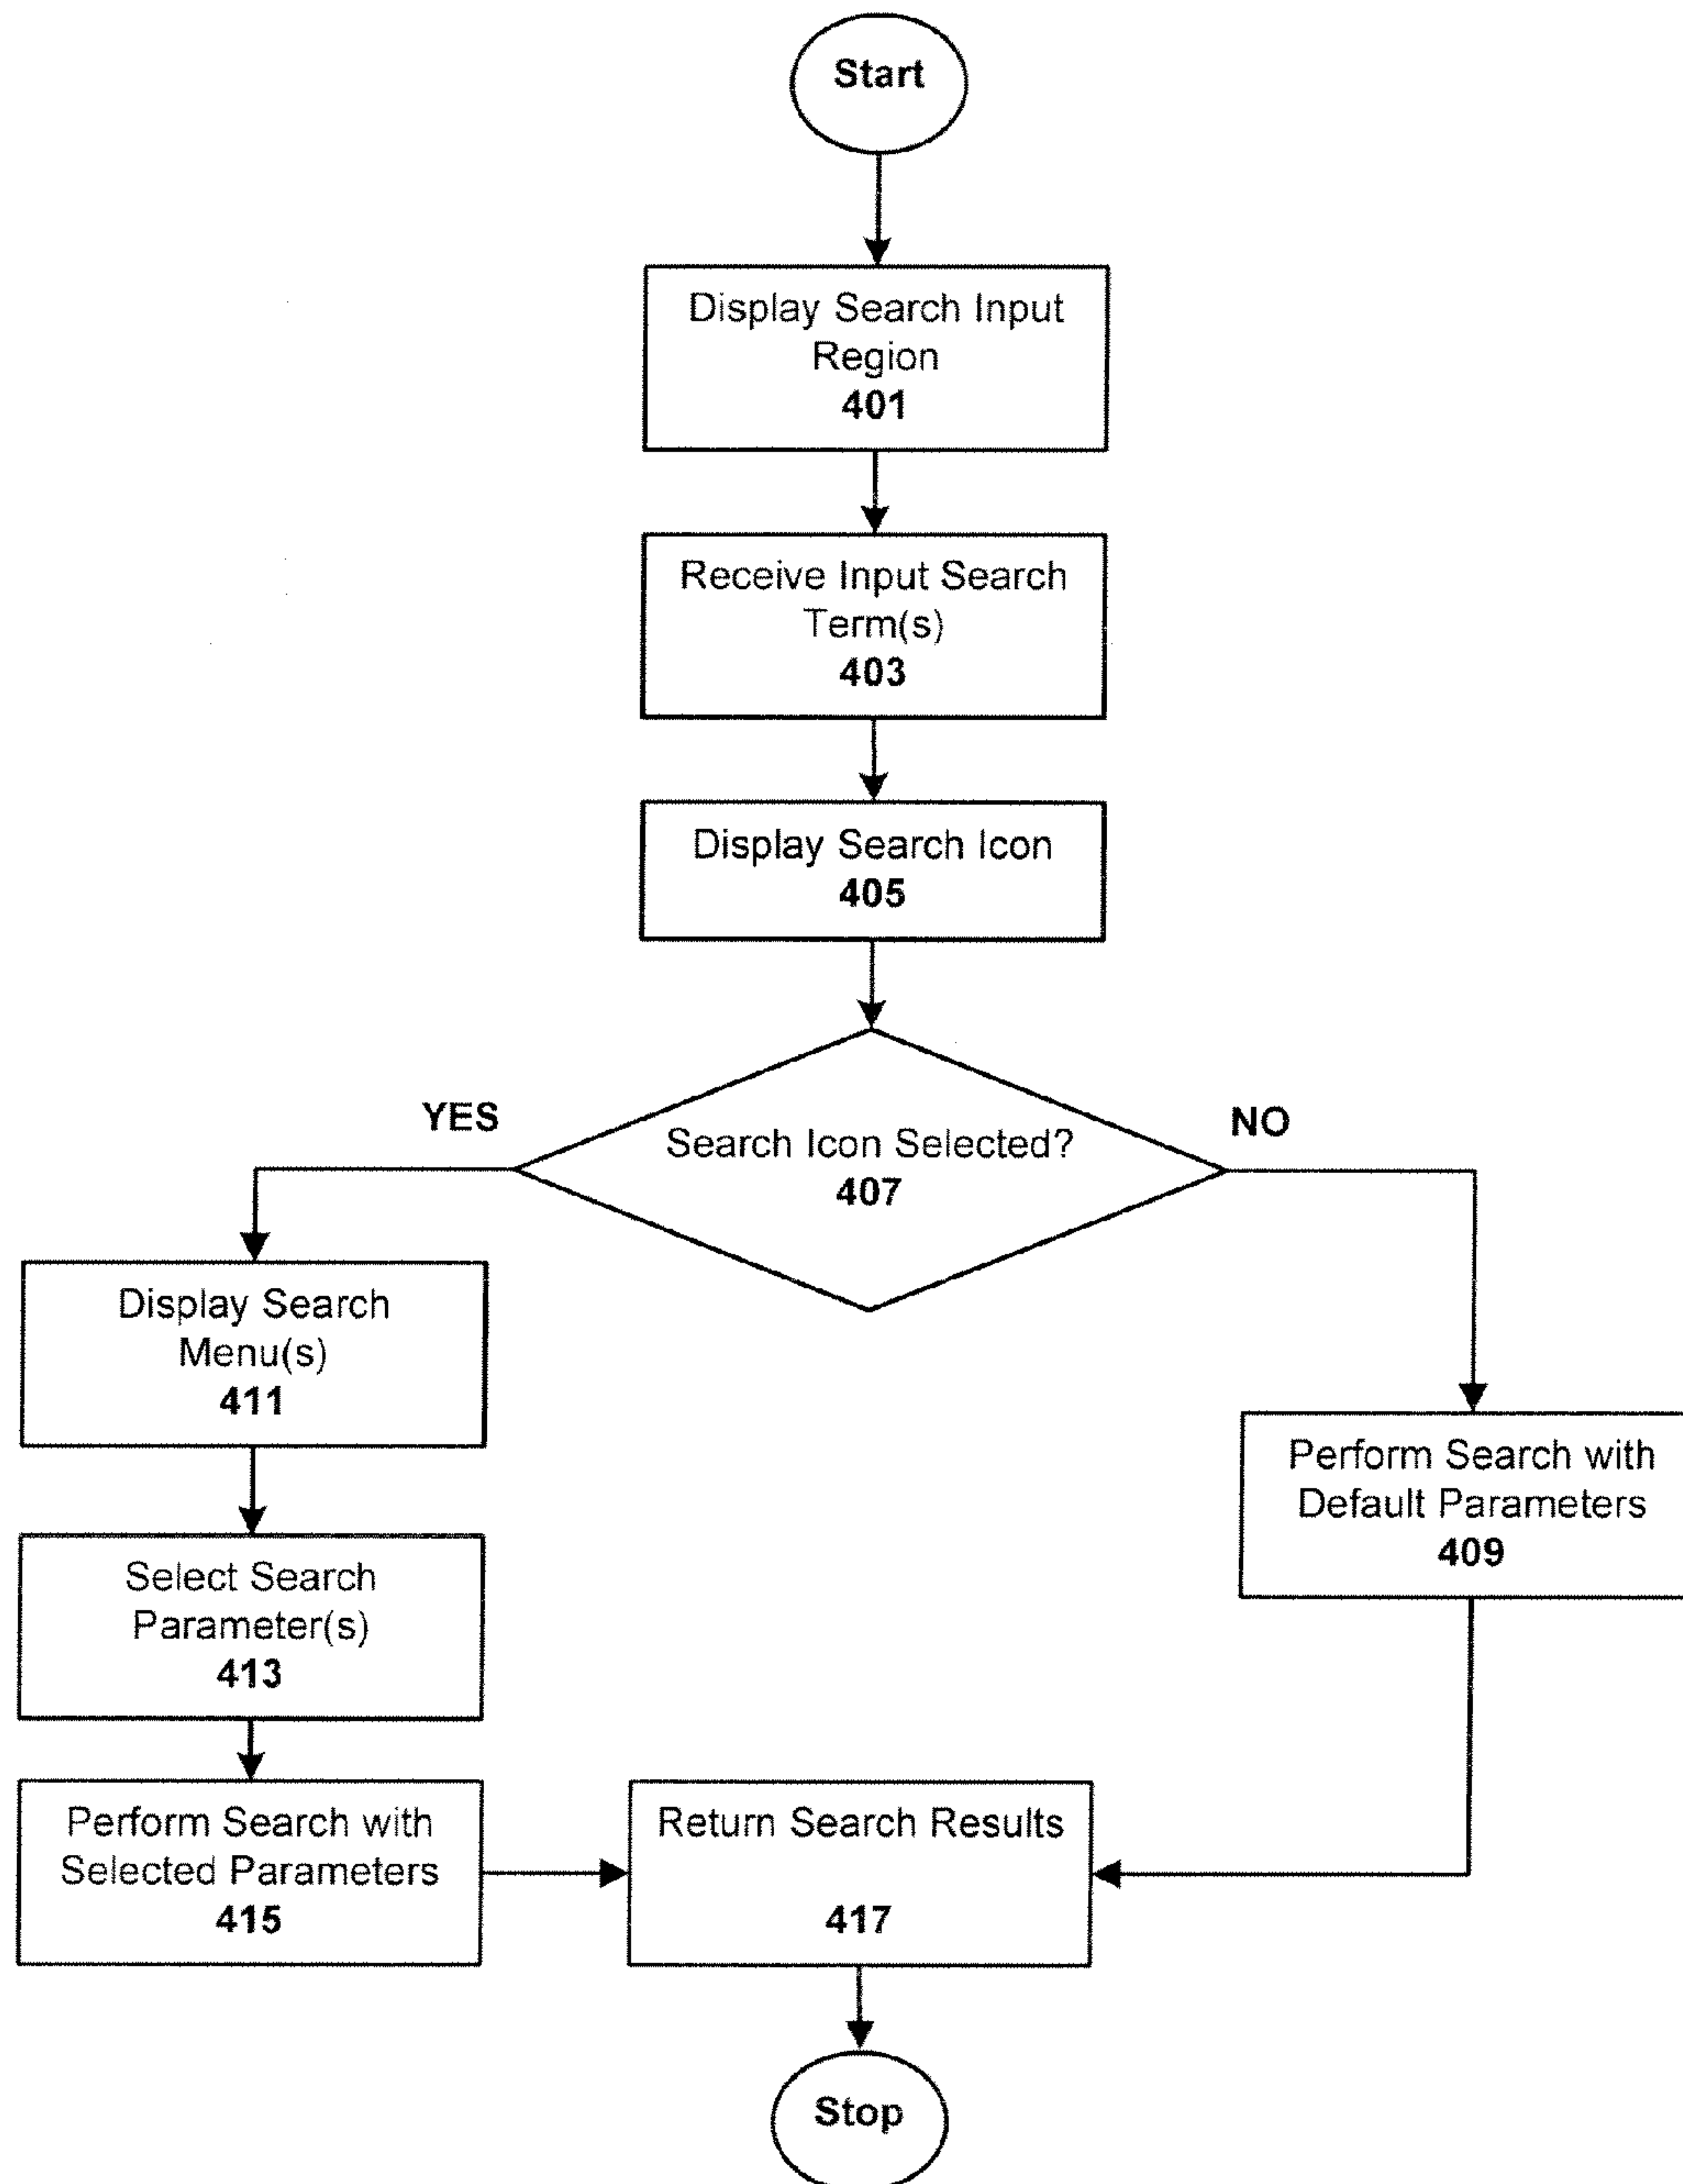 Start
Display Search Input
Region
401
Receive Input Search
Term(s)
403
Display Search Icon
405
YES
NO
Search Icon Selected?
407
Display Search
Menu(s)
411
Perform Search with
Default Parameters
409
Select Search
Parameter(s)
413
Perform Search with
Selected Parameters
415
Return Search Results
417
Stop